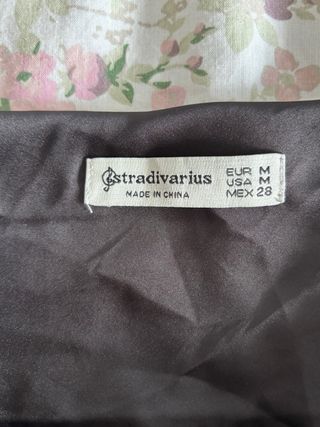 stradivarius
MADE IN CHINA
EUR M
USA M
MEX 28